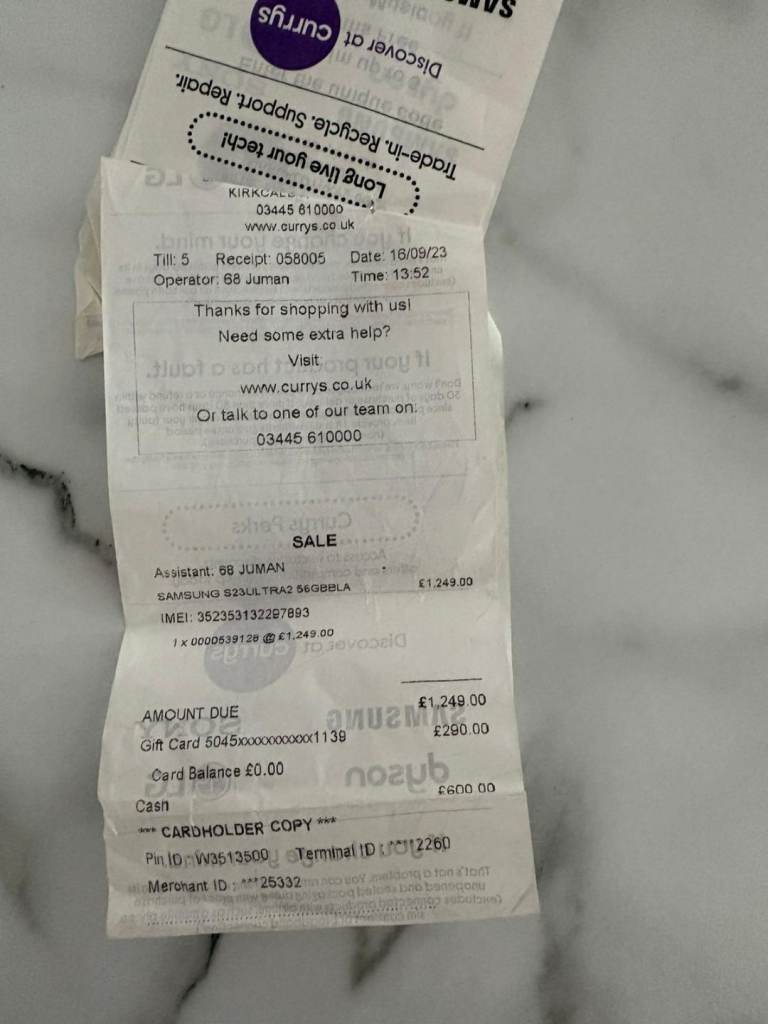 SAMSUNG
Discover at currys
Trade-in. Recycle. Support. Repair.
Long live your tech!
03445 610000
www.currys.co.uk
Till: 5 Receipt: 058005 Date: 16/09/23
Operator: 68 Juman Time: 13:52
Thanks for shopping with us!
Need some extra help?
Visit
www.currys.co.uk
Or talk to one of our team on:
03445 610000
SALE
Assistant: 68 JUMAN
SAMSUNG S23ULTRA2 56GBBLA £1,249.00
IMEI: 352353132297893
1 x 0000539128 @ £1,249.00
AMOUNT DUE £1,249.00
Gift Card 5045xxxxxxxxxxx1139 £290.00
Card Balance £0.00
Cash £600.00
*** CARDHOLDER COPY ***
Pin ID : W3513500 Terminal ID : ****2260
Merchant ID : ***25332